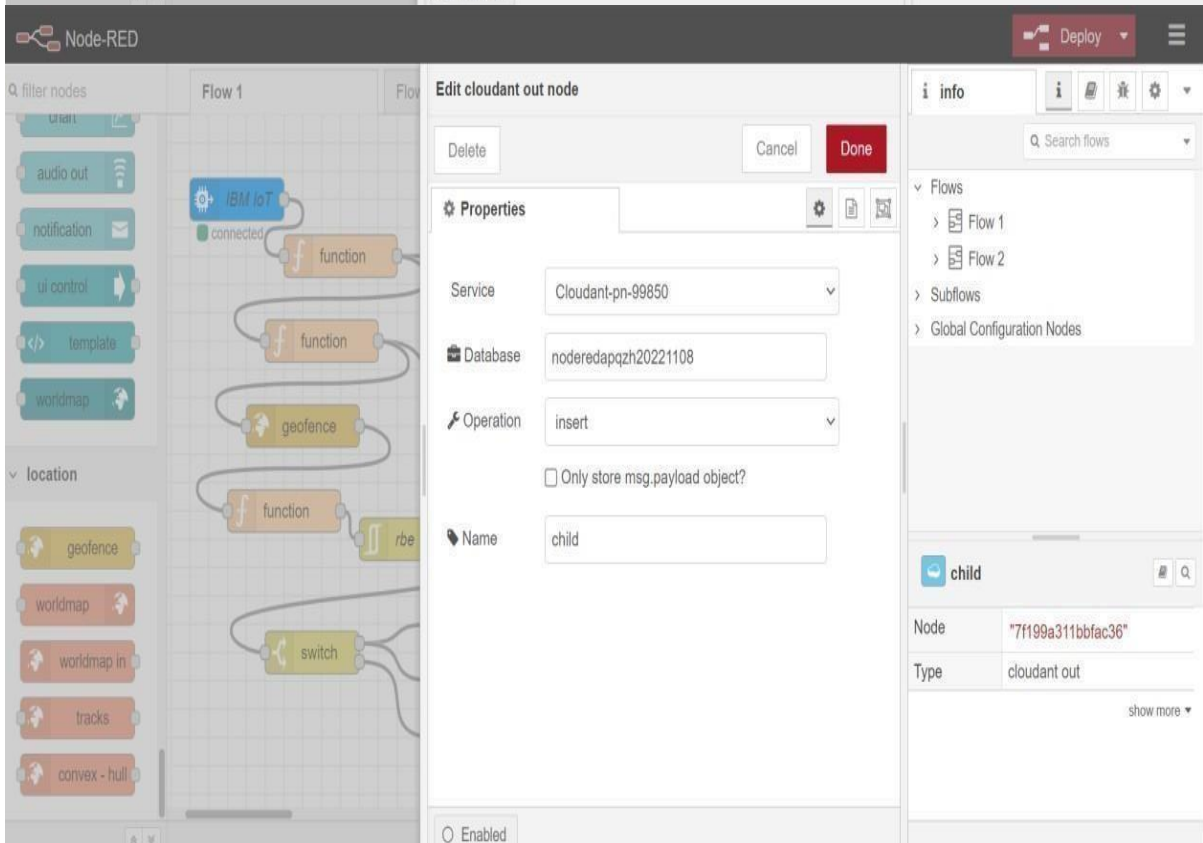 Node-RED
Deploy
filter nodes
chart
audio out
notification
ui control
template
worldmap
location
geofence
worldmap
worldmap in
tracks
convex - hull
Flow 1
Flow
IBM IoT
connected
function
function
geofence
function
rbe
switch
Edit cloudant out node
Delete
Cancel
Done
Properties
Service
Cloudant-pn-99850
Database
noderedapqzh20221108
Operation
insert
Only store msg.payload object?
Name
child
Enabled
i info
i
Search flows
Flows
Flow 1
Flow 2
Subflows
Global Configuration Nodes
child
Node
"7f199a311bbfac36"
Type
cloudant out
show more